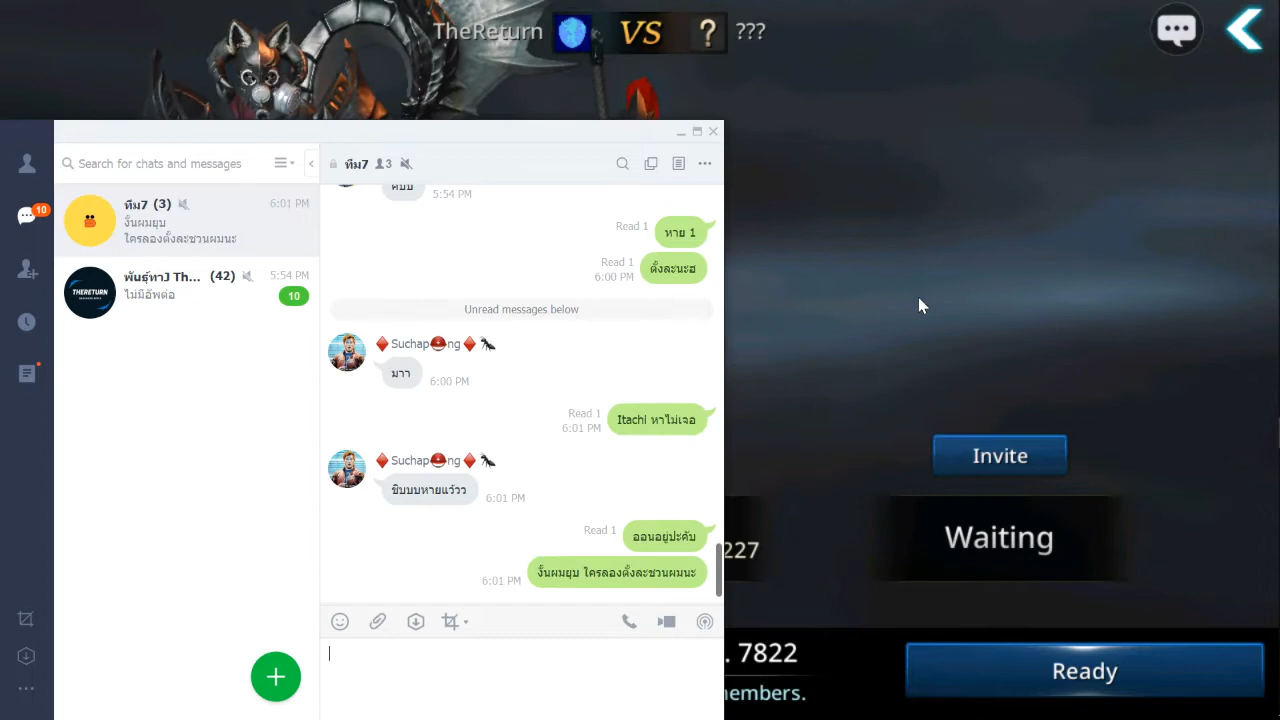 TheReturn VS ? ???
Search for chats and messages
ทีม7 3
ทีม7 (3) 6:01 PM
งั้นผมยุบ
ใครลองตั้งละชวนผมนะ
10
พันธุ์ทาJ Th... (42) 5:54 PM
ไม่มีอัพต่อ
10
THERETURN
คับบ
5:54 PM
Read 1
หาย 1
Read 1
6:00 PM
ตั้งละนะฮ
Unread messages below
Suchap ng
มาา
6:00 PM
Read 1
6:01 PM
Itachi หาไม่เจอ
Suchap ng
ชิบบบหายแว้วว
6:01 PM
Read 1
ออนอยู่ปะคับ
6:01 PM
งั้นผมยุบ ใครลองตั้งละชวนผมนะ
Invite
227
Waiting
. 7822
members.
Ready